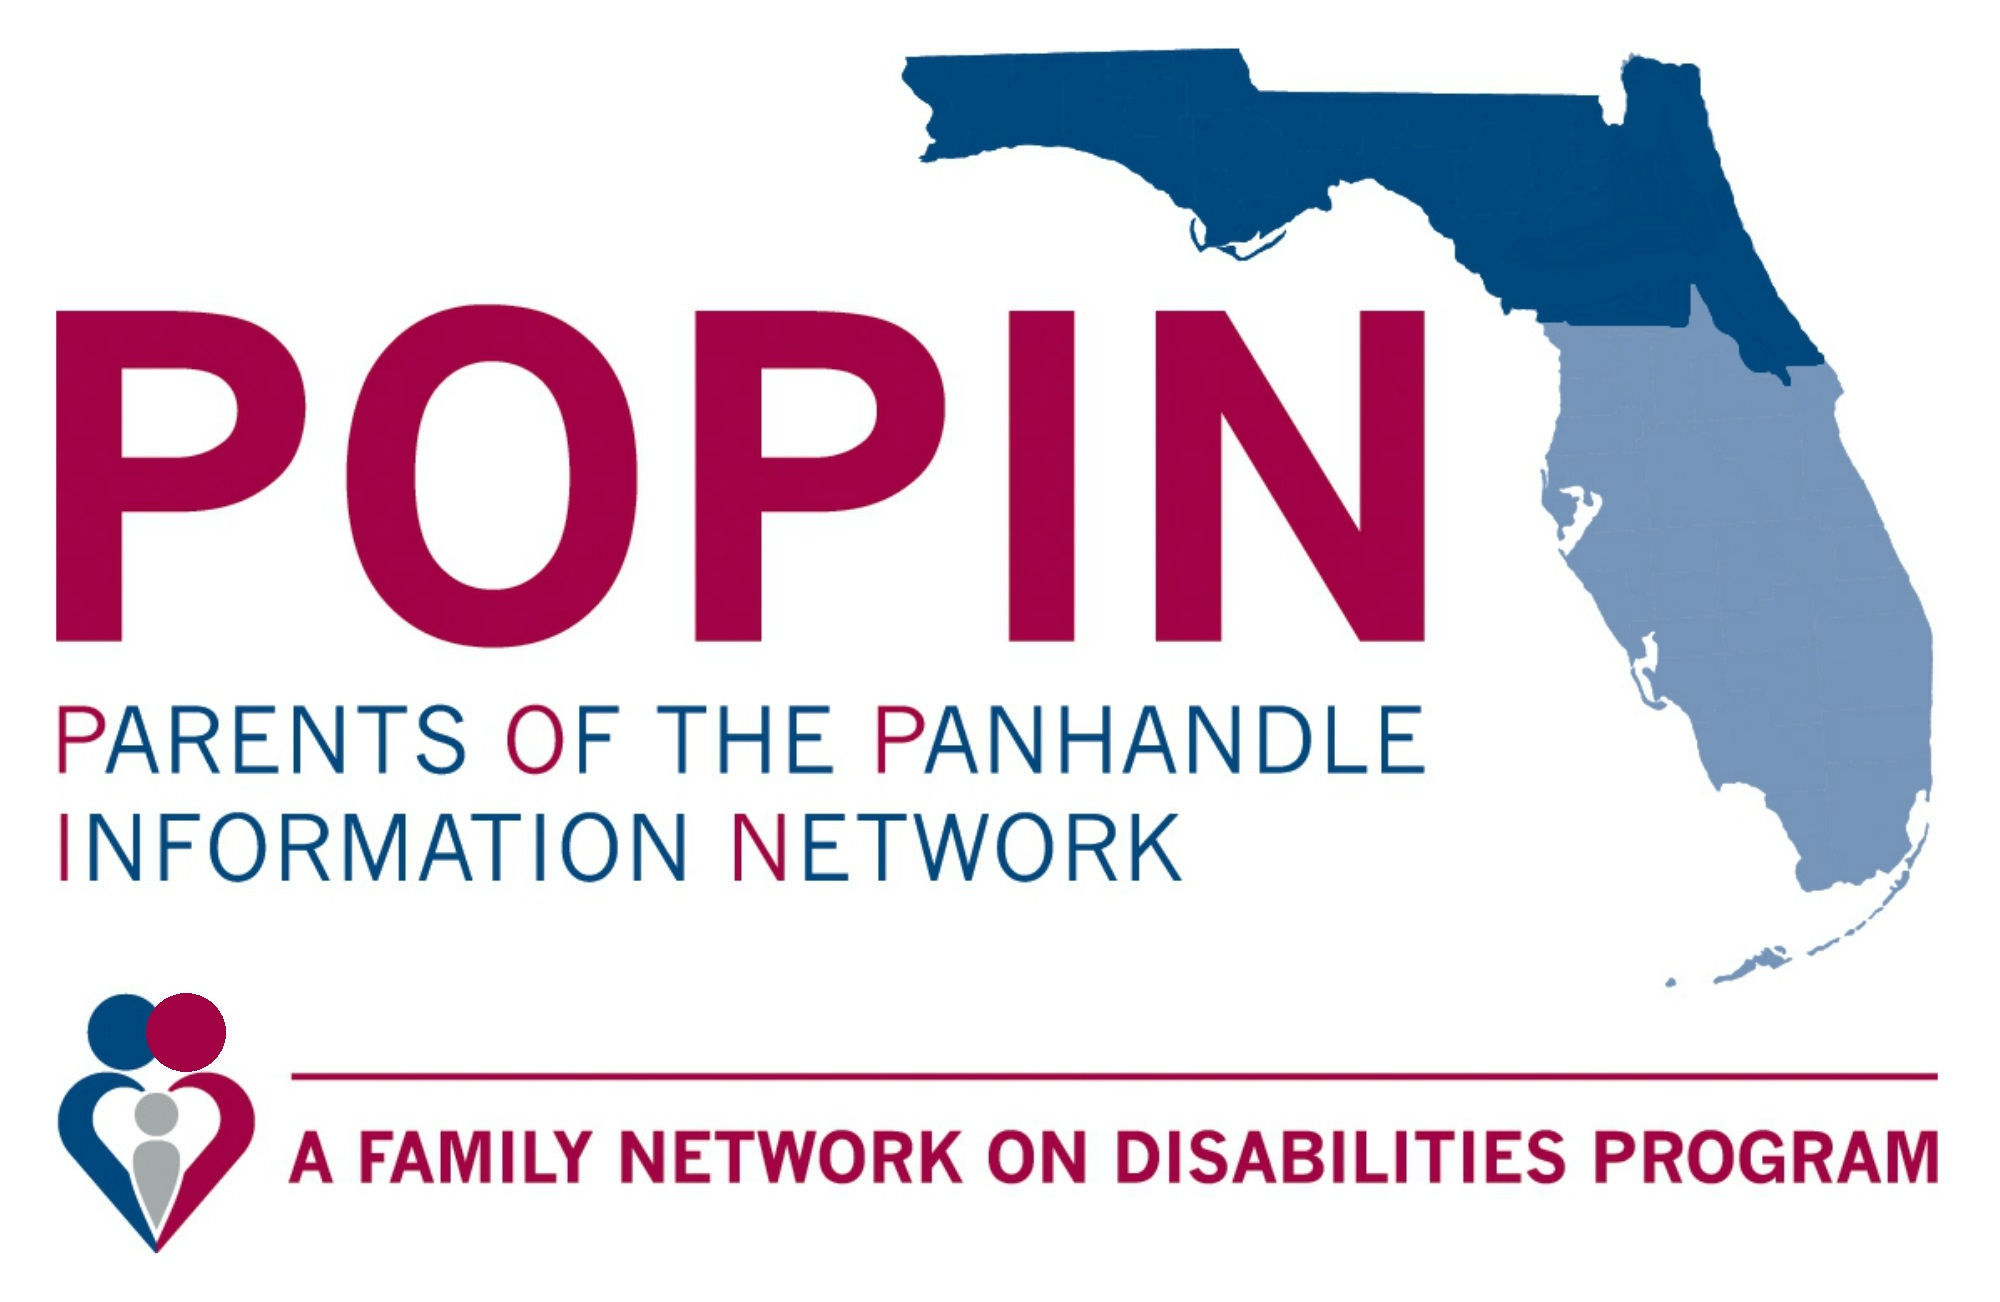 POPIN
PARENTS OF THE PANHANDLE
INFORMATION NETWORK
A FAMILY NETWORK ON DISABILITIES PROGRAM